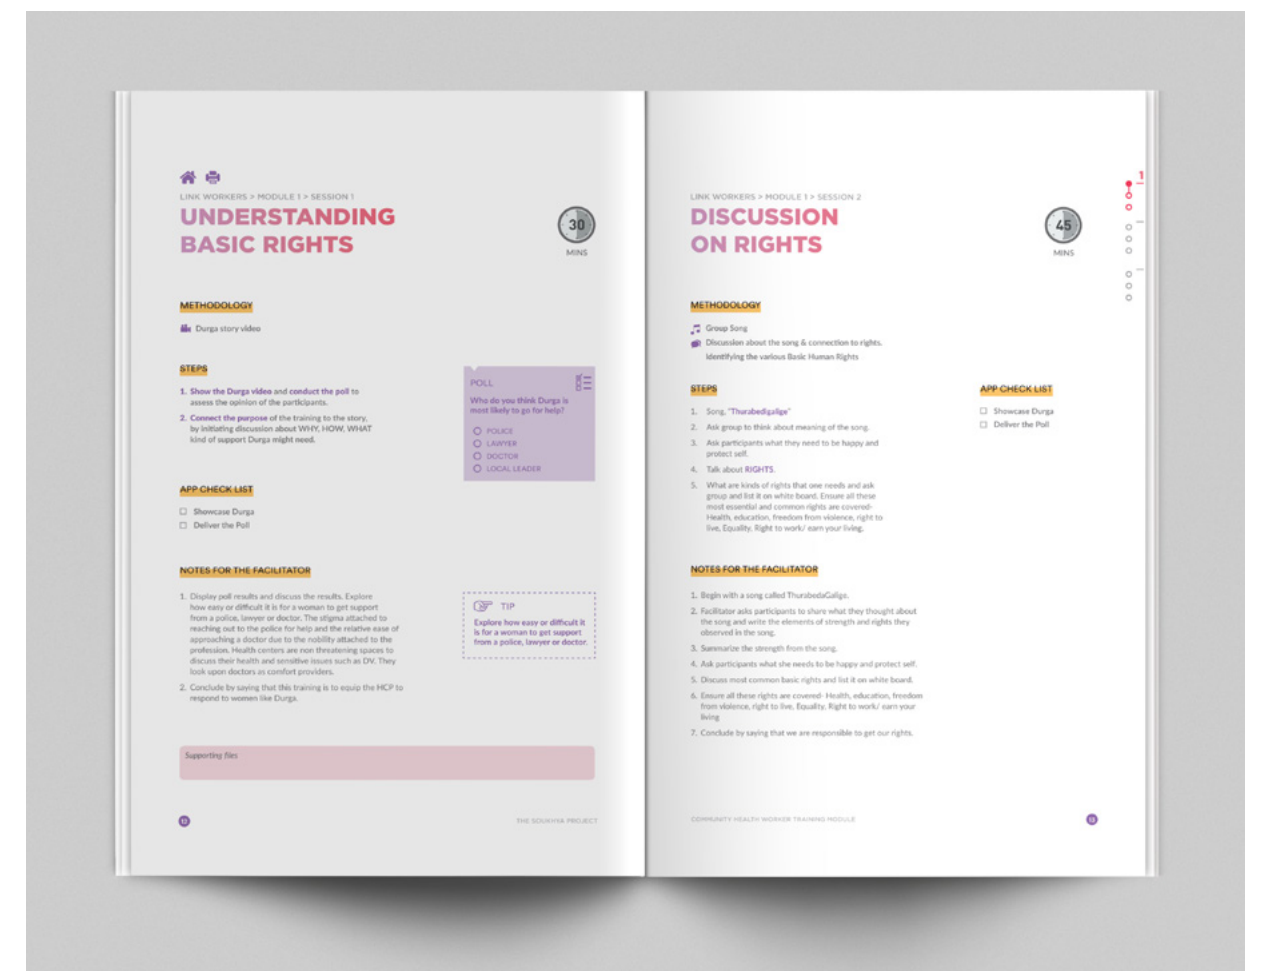 LINK WORKERS > MODULE 1 > SESSION 1
UNDERSTANDING
BASIC RIGHTS
30
MINS
METHODOLOGY
Durga story video
STEPS
1. Show the Durga video and conduct the poll to
assess the opinion of the participants.
2. Connect the purpose of the training to the story,
by initiating discussion about WHY, HOW, WHAT
kind of support Durga might need.
POLL
Who do you think Durga is
most likely to go for help?
POLICE
LAWYER
DOCTOR
LOCAL LEADER
APP CHECK LIST
Showcase Durga
Deliver the Poll
NOTES FOR THE FACILITATOR
1. Display poll results and discuss the results. Explore
how easy or difficult it is for a woman to get support
from a police, lawyer or doctor. The stigma attached to
reaching out to the police for help and the relative ease of
approaching a doctor due to the nobility attached to the
profession. Health centers are non threatening spaces to
discuss their health and sensitive issues such as DV. They
look upon doctors as comfort providers.
2. Conclude by saying that this training is to equip the HCP to
respond to women like Durga.
TIP
Explore how easy or difficult it
is for a woman to get support
from a police, lawyer or doctor.
Supporting files
13
THE SOUKHYA PROJECT
LINK WORKERS > MODULE 1 > SESSION 2
DISCUSSION
ON RIGHTS
45
MINS
1
METHODOLOGY
Group Song
Discussion about the song & connection to rights.
Identifying the various Basic Human Rights
STEPS
1. Song, "Thurabedigalige"
2. Ask group to think about meaning of the song.
3. Ask participants what they need to be happy and
protect self.
4. Talk about RIGHTS.
5. What are kinds of rights that one needs and ask
group and list it on white board. Ensure all these
most essential and common rights are covered-
Health, education, freedom from violence, right to
live, Equality, Right to work/ earn your living.
APP CHECK LIST
Showcase Durga
Deliver the Poll
NOTES FOR THE FACILITATOR
1. Begin with a song called ThurabedaGalige.
2. Facilitator asks participants to share what they thought about
the song and write the elements of strength and rights they
observed in the song.
3. Summarize the strength from the song.
4. Ask participants what she needs to be happy and protect self.
5. Discuss most common basic rights and list it on white board.
6. Ensure all these rights are covered- Health, education, freedom
from violence, right to live, Equality, Right to work/ earn your
living
7. Conclude by saying that we are responsible to get our rights.
COMMUNITY HEALTH WORKER TRAINING MODULE
13